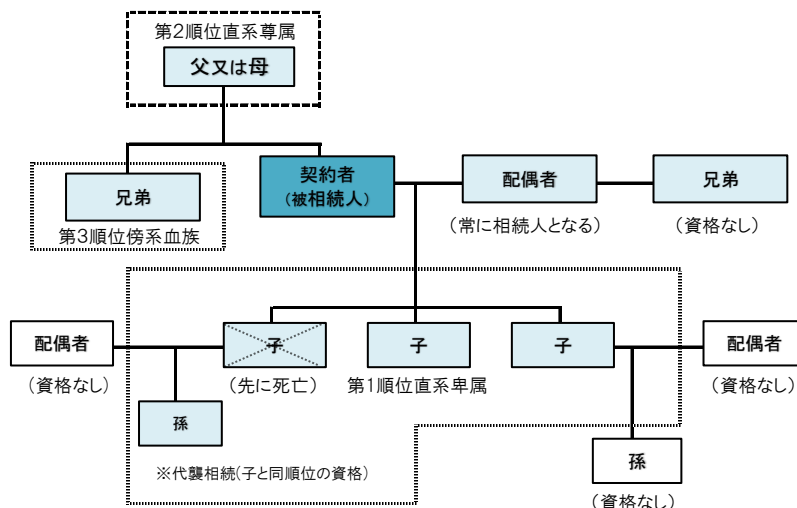 第2順位直系尊属
父又は母
兄弟
第3順位傍系血族
契約者
(被相続人)
配偶者
(常に相続人となる)
兄弟
(資格なし)
配偶者
(資格なし)
子
(先に死亡)
子
第1順位直系卑属
子
配偶者
(資格なし)
孫
※代襲相続(子と同順位の資格)
孫
(資格なし)